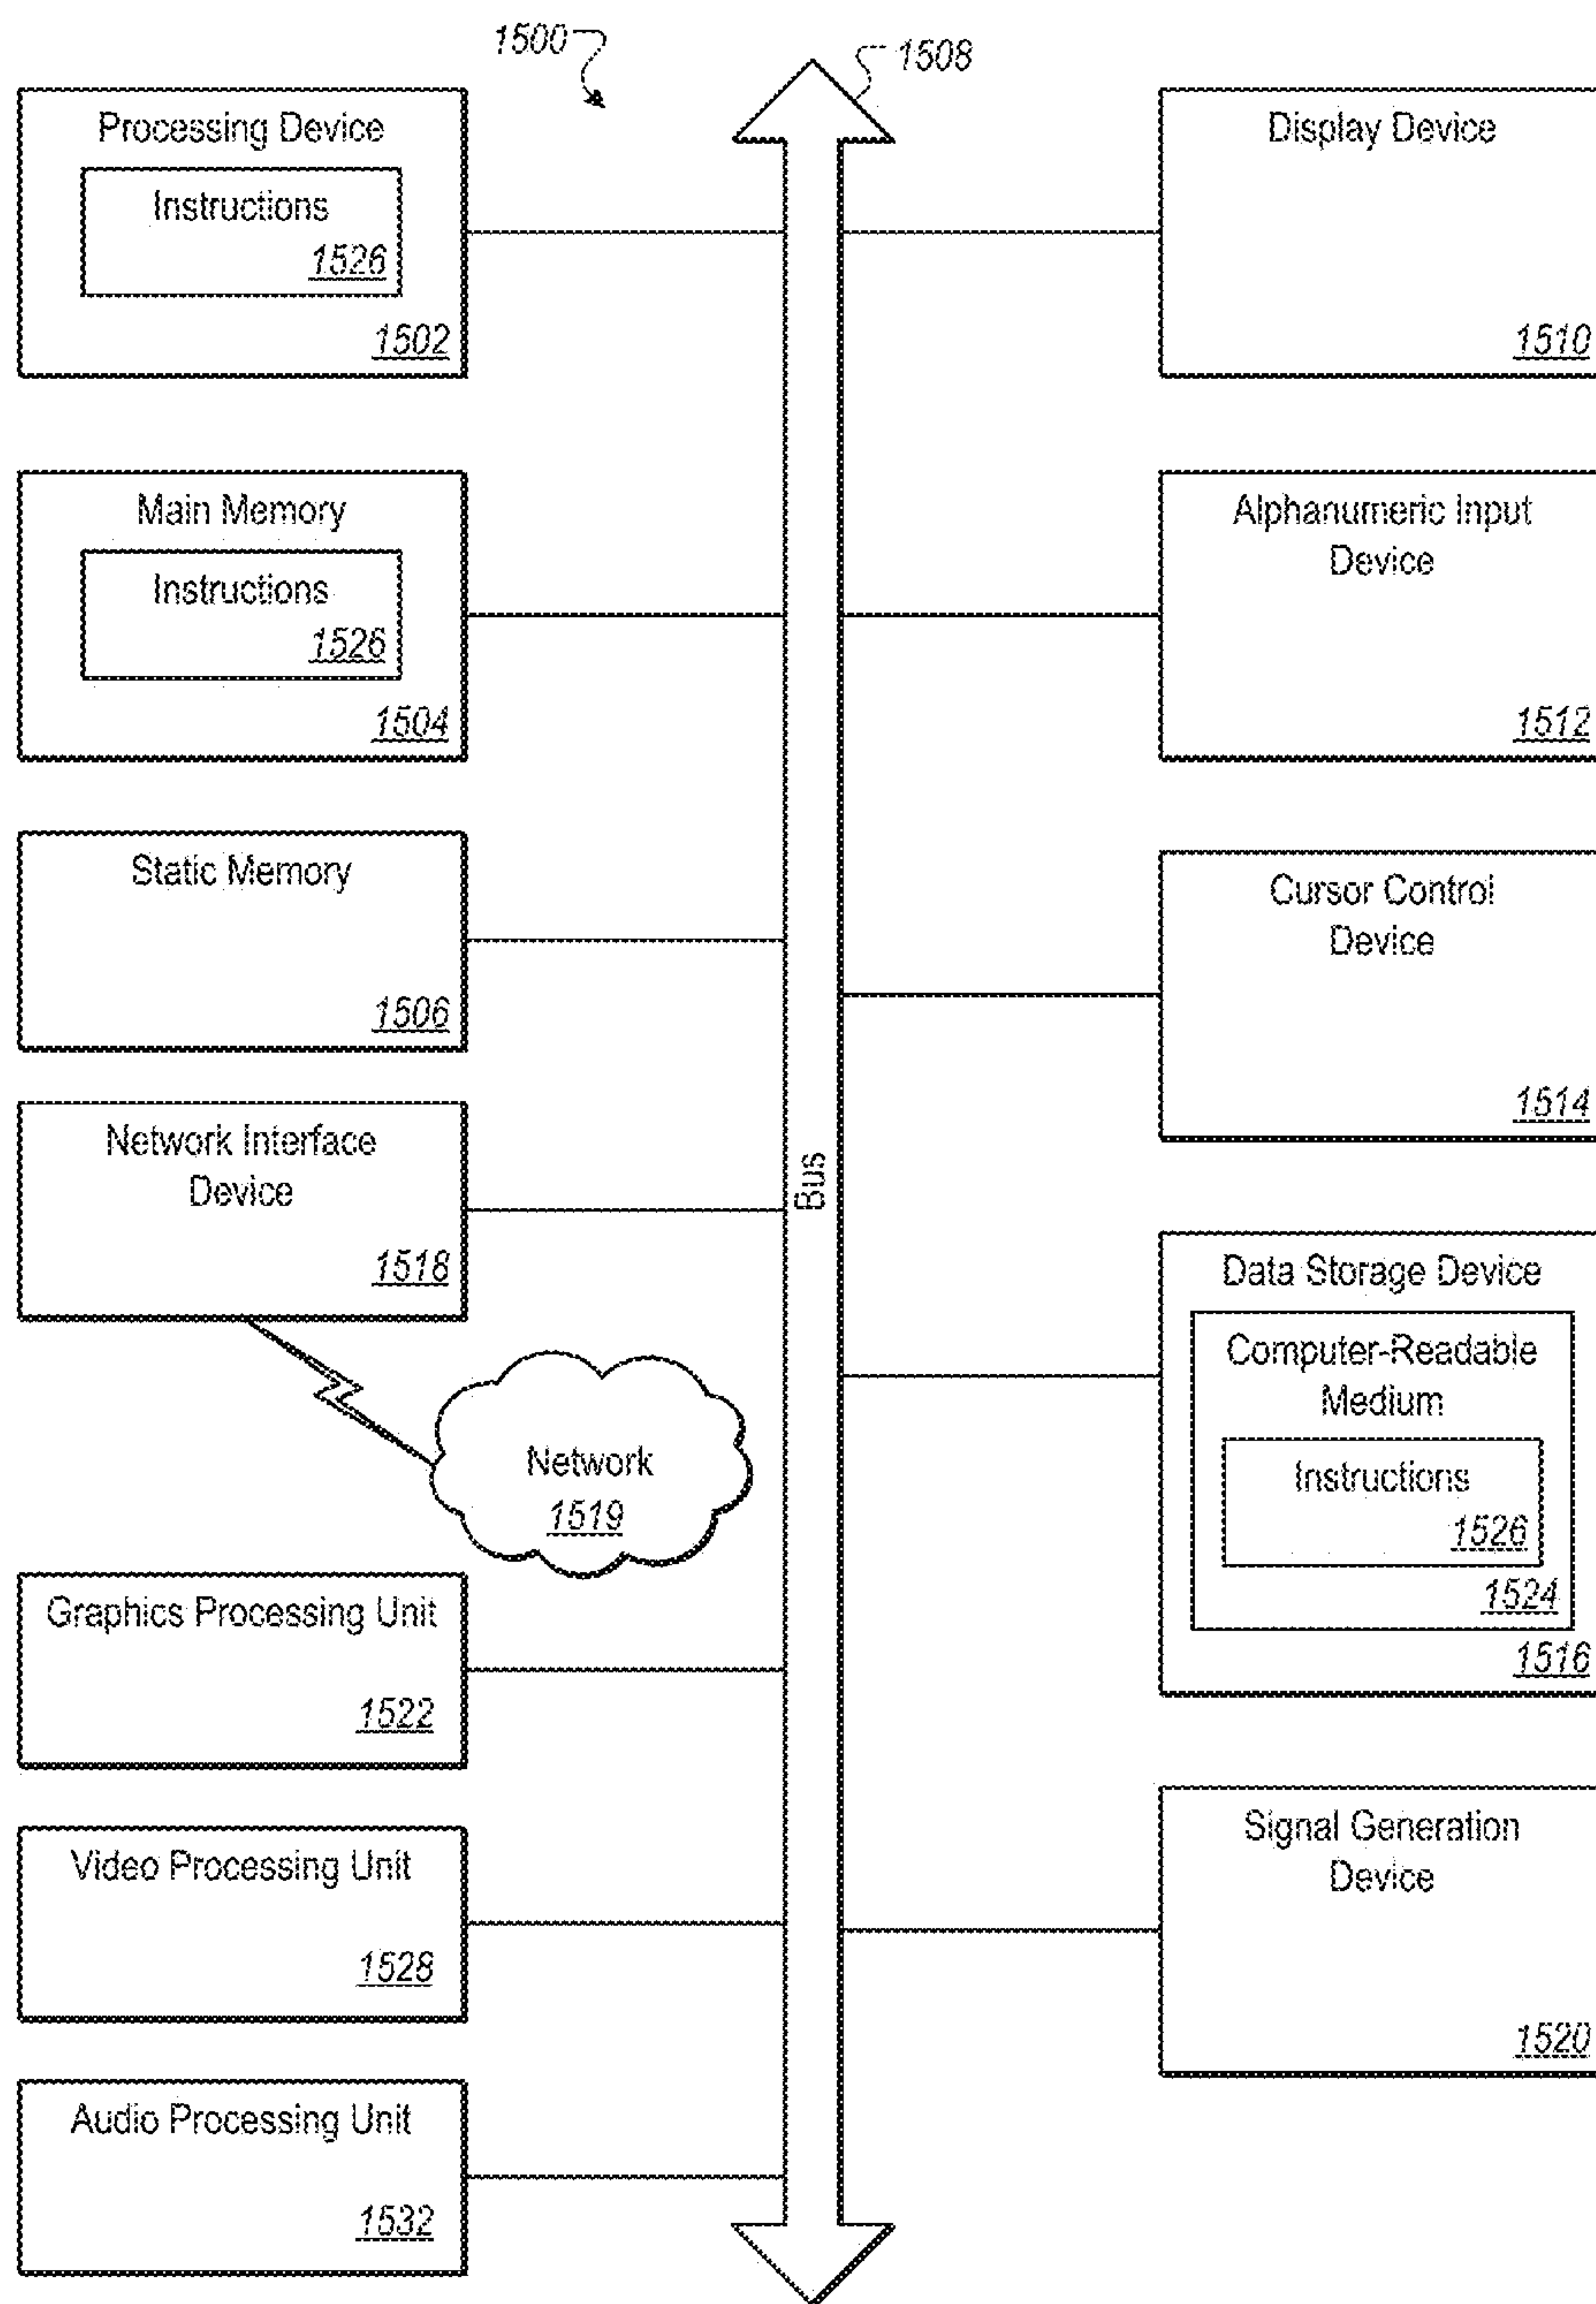 1500
1508
Processing Device
Instructions
1526
1502
Main Memory
Instructions
1526
1504
Static Memory
1506
Network Interface
Device
1518
Network
1519
Graphics Processing Unit
1522
Video Processing Unit
1528
Audio Processing Unit
1532
Bus
Display Device
1510
Alphanumeric Input
Device
1512
Cursor Control
Device
1514
Data Storage Device
Computer-Readable
Medium
Instructions
1526
1524
1516
Signal Generation
Device
1520